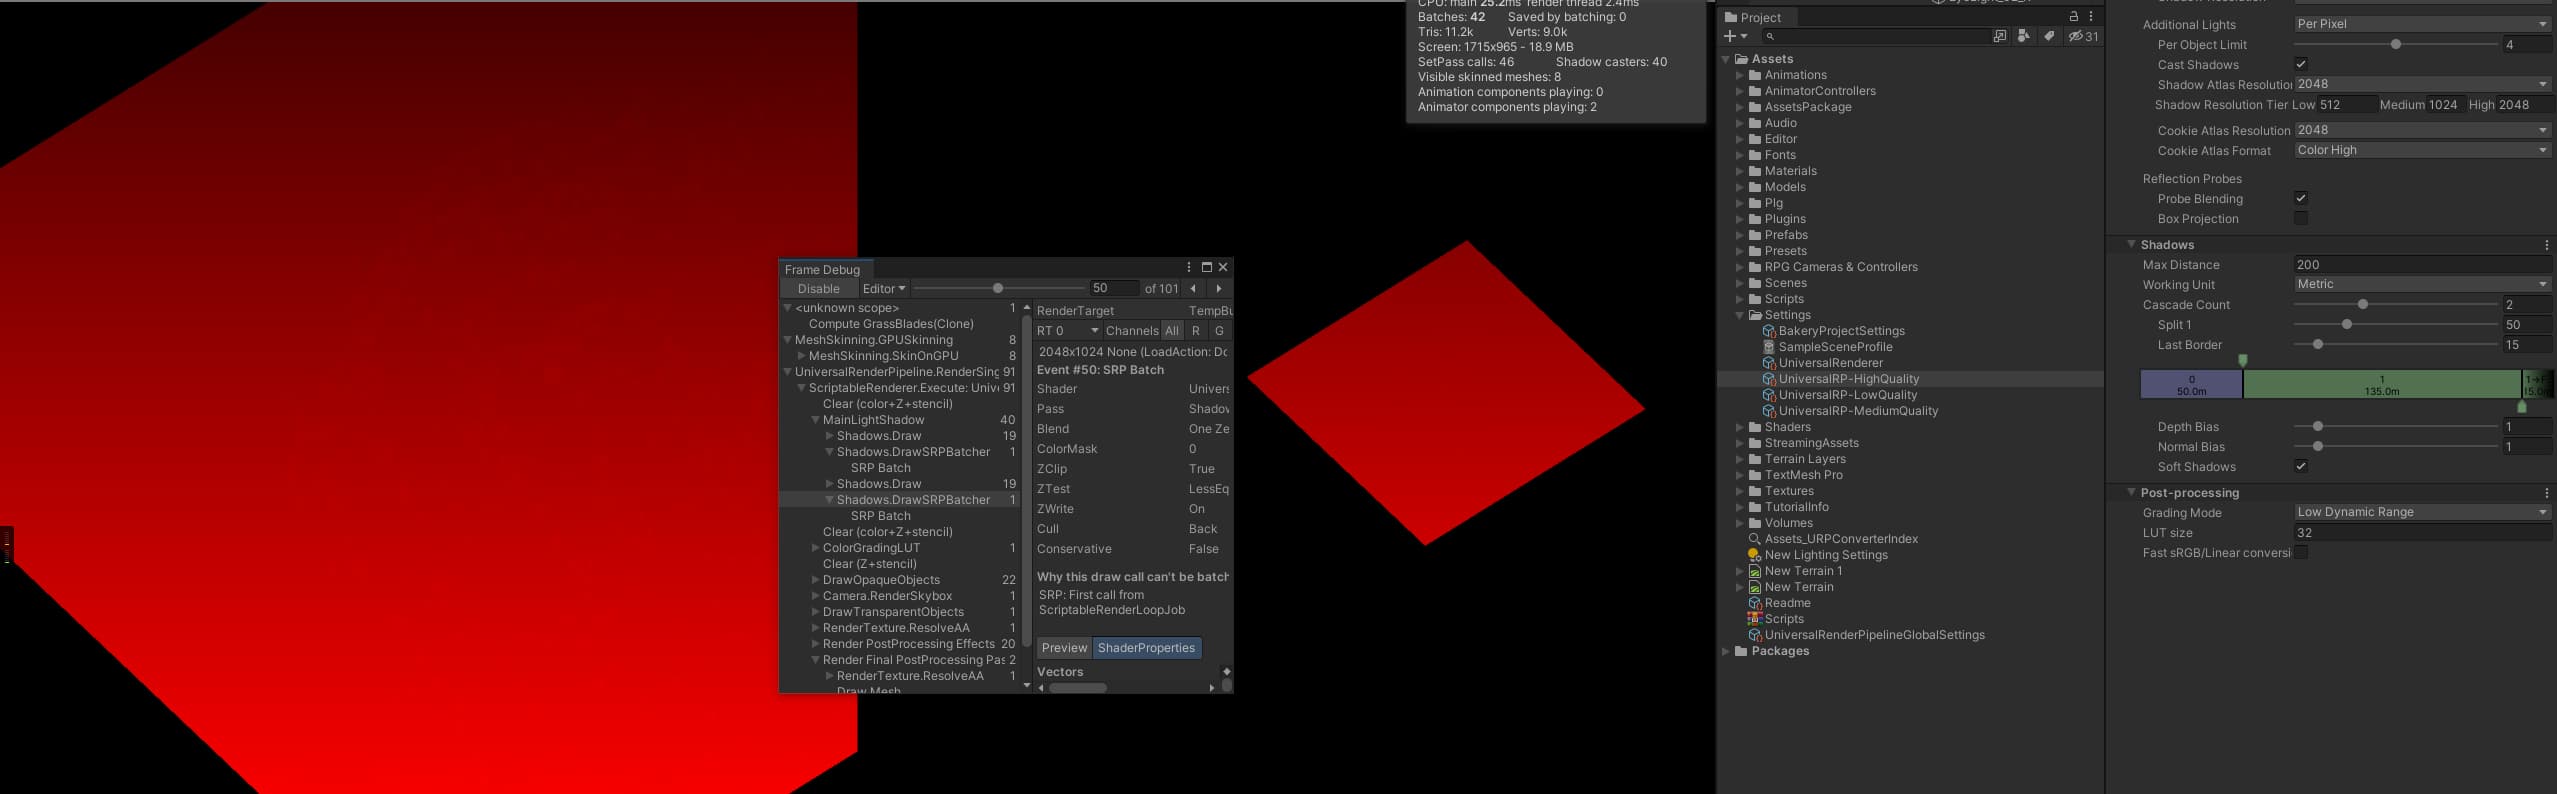 CPU: main 25.2ms render thread 2.4ms
Batches: 42 Saved by batching: 0
Tris: 11.2k Verts: 9.0k
Screen: 1715x965 - 18.9 MB
SetPass calls: 46 Shadow casters: 40
Visible skinned meshes: 8
Animation components playing: 0
Animator components playing: 2
Frame Debug
Disable Editor 50 of 101
<unknown scope> 1
Compute GrassBlades(Clone)
MeshSkinning.GPUSkinning 8
MeshSkinning.SkinOnGPU 8
UniversalRenderPipeline.RenderSing 91
ScriptableRenderer.Execute: Unive 91
Clear (color+Z+stencil)
MainLightShadow 40
Shadows.Draw 19
Shadows.DrawSRPBatcher 1
SRP Batch
Shadows.Draw 19
Shadows.DrawSRPBatcher 1
SRP Batch
Clear (color+Z+stencil)
ColorGradingLUT 1
Clear (Z+stencil)
DrawOpaqueObjects 22
Camera.RenderSkybox 1
DrawTransparentObjects 1
RenderTexture.ResolveAA 1
Render PostProcessing Effects 20
Render Final PostProcessing Pas 2
RenderTexture.ResolveAA 1
Draw Mesh
RenderTarget TempBu
RT 0 Channels All R G
2048x1024 None (LoadAction: Dc
Event #50: SRP Batch
Shader Univers
Pass Shadov
Blend One Ze
ColorMask 0
ZClip True
ZTest LessEq
ZWrite On
Cull Back
Conservative False
Why this draw call can't be batch
SRP: First call from
ScriptableRenderLoopJob
Preview ShaderProperties
Vectors
Project
31
Assets
Animations
AnimatorControllers
AssetsPackage
Audio
Editor
Fonts
Materials
Models
Plg
Plugins
Prefabs
Presets
RPG Cameras & Controllers
Scenes
Scripts
Settings
BakeryProjectSettings
SampleSceneProfile
UniversalRenderer
UniversalRP-HighQuality
UniversalRP-LowQuality
UniversalRP-MediumQuality
Shaders
StreamingAssets
Terrain Layers
TextMesh Pro
Textures
TutorialInfo
Volumes
Assets_URPConverterIndex
New Lighting Settings
New Terrain 1
New Terrain
Readme
Scripts
UniversalRenderPipelineGlobalSettings
Packages
Additional Lights Per Pixel
Per Object Limit 4
Cast Shadows
Shadow Atlas Resolutior 2048
Shadow Resolution Tier Low 512 Medium 1024 High 2048
Cookie Atlas Resolution 2048
Cookie Atlas Format Color High
Reflection Probes
Probe Blending
Box Projection
Shadows
Max Distance 200
Working Unit Metric
Cascade Count 2
Split 1 50
Last Border 15
0 1
50.0m 135.0m
Depth Bias 1
Normal Bias 1
Soft Shadows
Post-processing
Grading Mode Low Dynamic Range
LUT size 32
Fast sRGB/Linear conversi